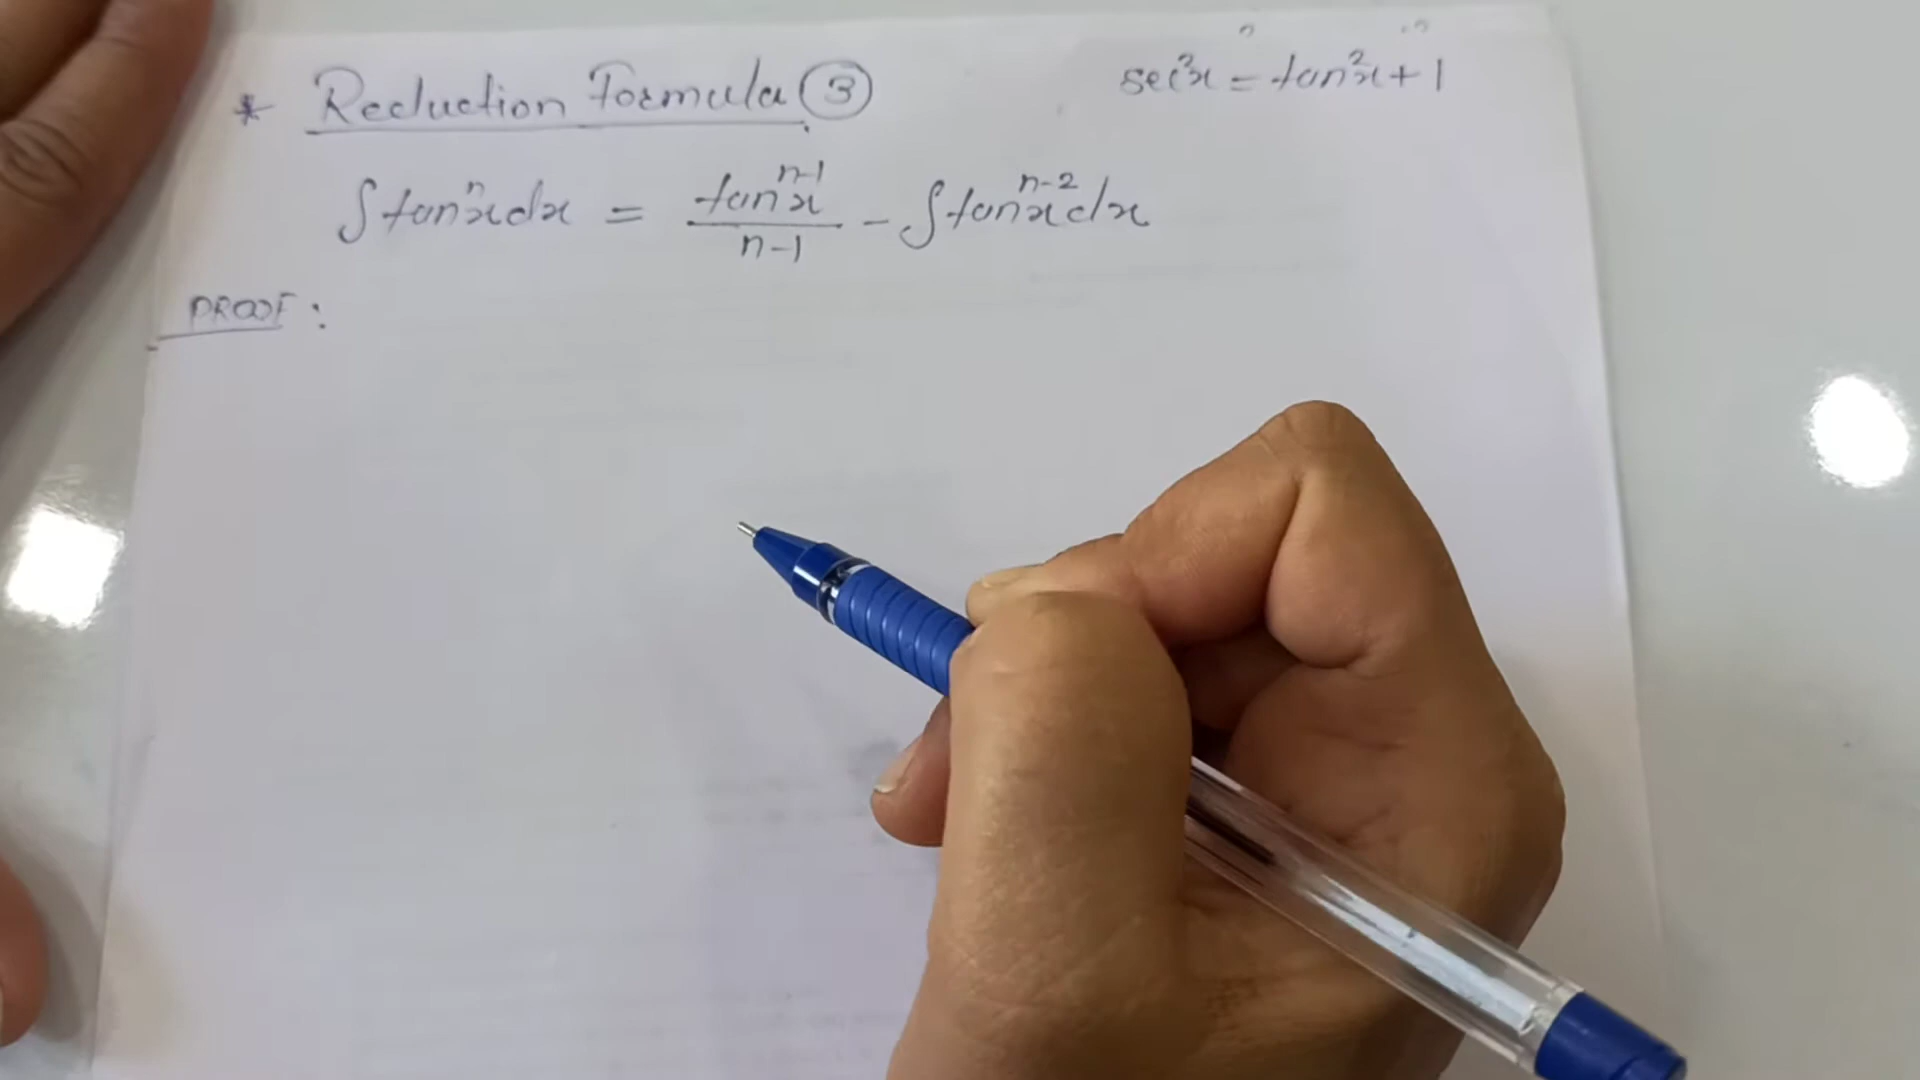 * Reduction Formula ③
sec²x = tan²x + 1
∫tanⁿx dx = tanⁿ⁻¹x / n-1 - ∫tanⁿ⁻²x dx
PROOF :